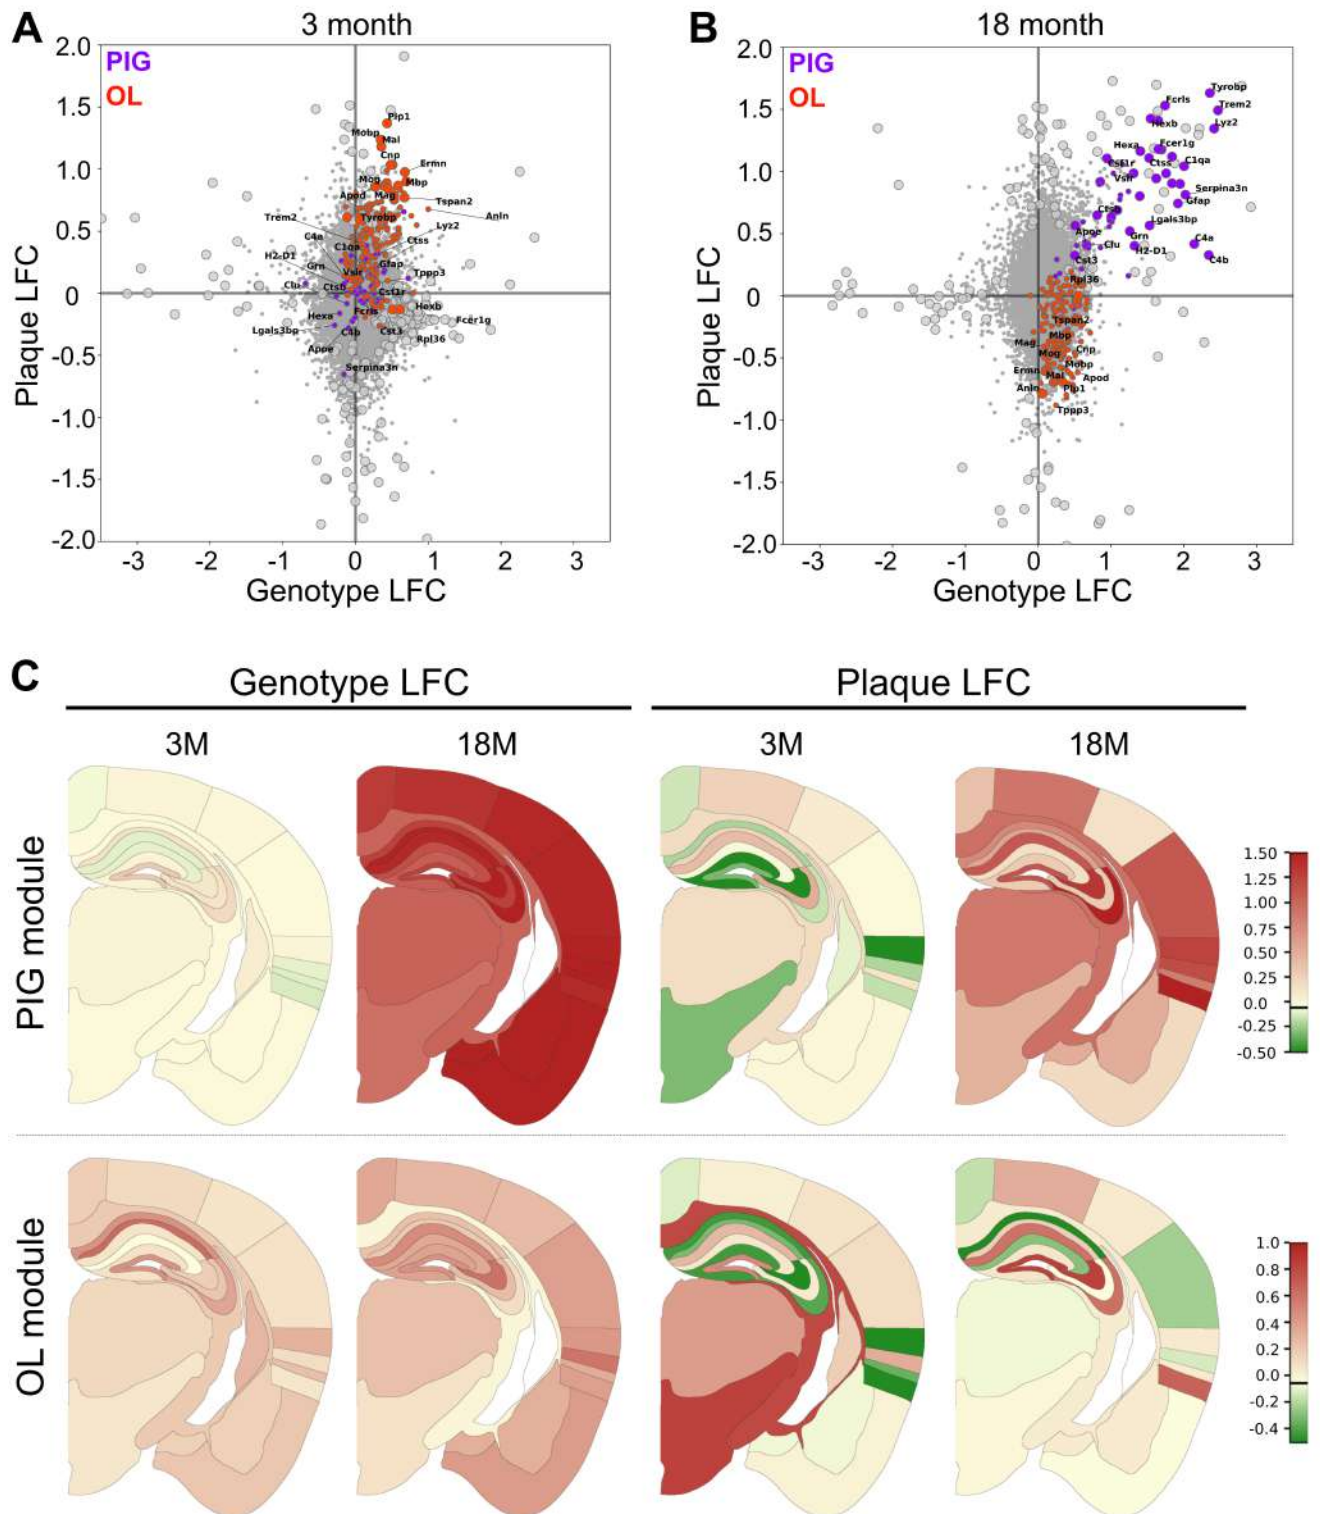 A
3 month
B
18 month
PIG
OL
2.0
1.5
1.0
0.5
0
-0.5
-1.0
-1.5
-2.0
Plaque LFC
-3
-2
-1
0
1
2
3
Genotype LFC
Plp1
Mobp
Mal
Cnp
Ermn
Mog
Mbp
Apod
Mag
Tspan2
Trem2
Tyrobp
Anln
Lyz2
C4a
C1qa
Ctss
H2-D1
Grn
Vsir
Gfap
Tppp3
Clu
Ctsb
Csf1r
Hexa
Fcrls
Hexb
Fcer1g
Lgals3bp
C4b
Cst3
Rpl36
Apoe
Serpina3n
PIG
OL
2.0
1.5
1.0
0.5
0
-0.5
-1.0
-1.5
-2.0
Plaque LFC
-3
-2
-1
0
1
2
3
Genotype LFC
Tyrobp
Fcrls
Trem2
Hexb
Lyz2
Hexa
Fcer1g
Csf1r
Ctss
C1qa
Vsir
Serpina3n
Gfap
Ctsb
Lgals3bp
Apoe
Grn
C4a
Clu
H2-D1
Cst3
C4b
Rpl36
Tspan2
Mbp
Mag
Mog
Cnp
Mobp
Ermn
Mal
Apod
Anln
Plp1
Tppp3
C
Genotype LFC
Plaque LFC
3M
18M
3M
18M
PIG module
1.50
1.25
1.00
0.75
0.50
0.25
0.0
-0.25
-0.50
OL module
1.0
0.8
0.6
0.4
0.2
0.0
-0.2
-0.4